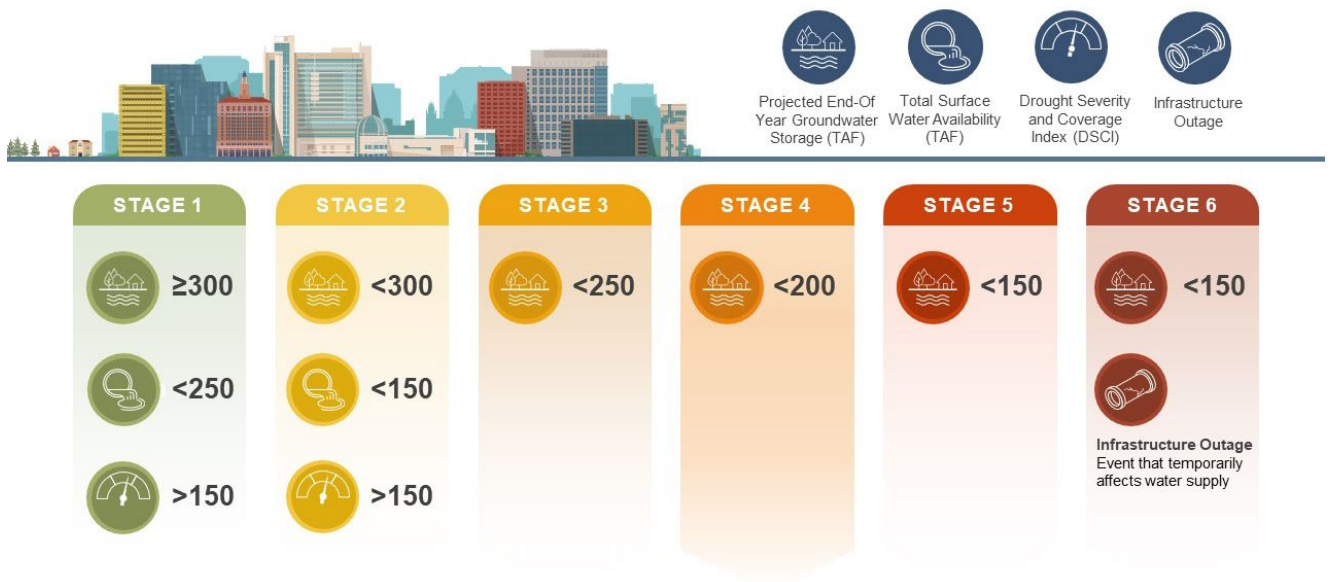 Projected End-Of
Year Groundwater
Storage (TAF)
Total Surface
Water Availability
(TAF)
Drought Severity
and Coverage
Index (DSCI)
Infrastructure
Outage
STAGE 1
≥300
<250
>150
STAGE 2
<300
<150
>150
STAGE 3
<250
STAGE 4
<200
STAGE 5
<150
STAGE 6
<150
Infrastructure Outage
Event that temporarily
affects water supply